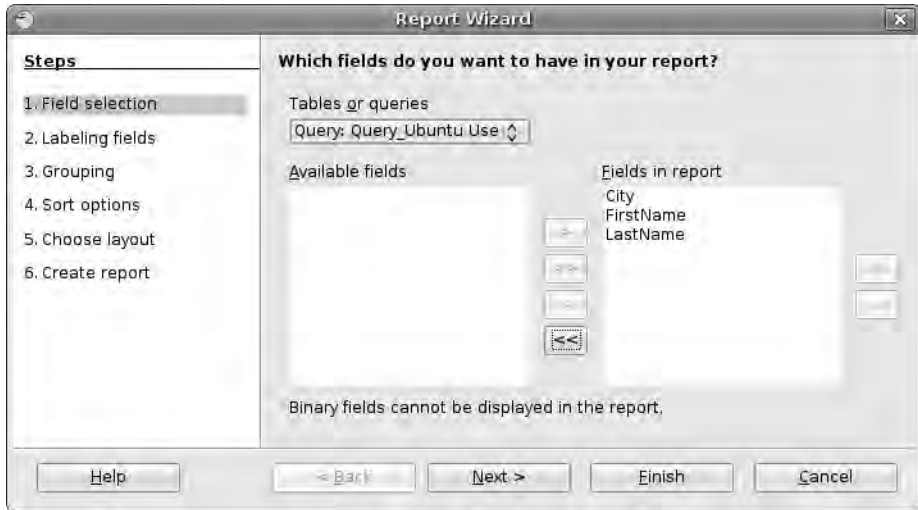 Report Wizard
Steps
1. Field selection
2. Labeling fields
3. Grouping
4. Sort options
5. Choose layout
6. Create report
Which fields do you want to have in your report?
Tables or queries
Query: Query_Ubuntu Use
Available fields
Fields in report
City
FirstName
LastName
>
>>
<
<<
Binary fields cannot be displayed in the report.
Help
< Back
Next >
Finish
Cancel